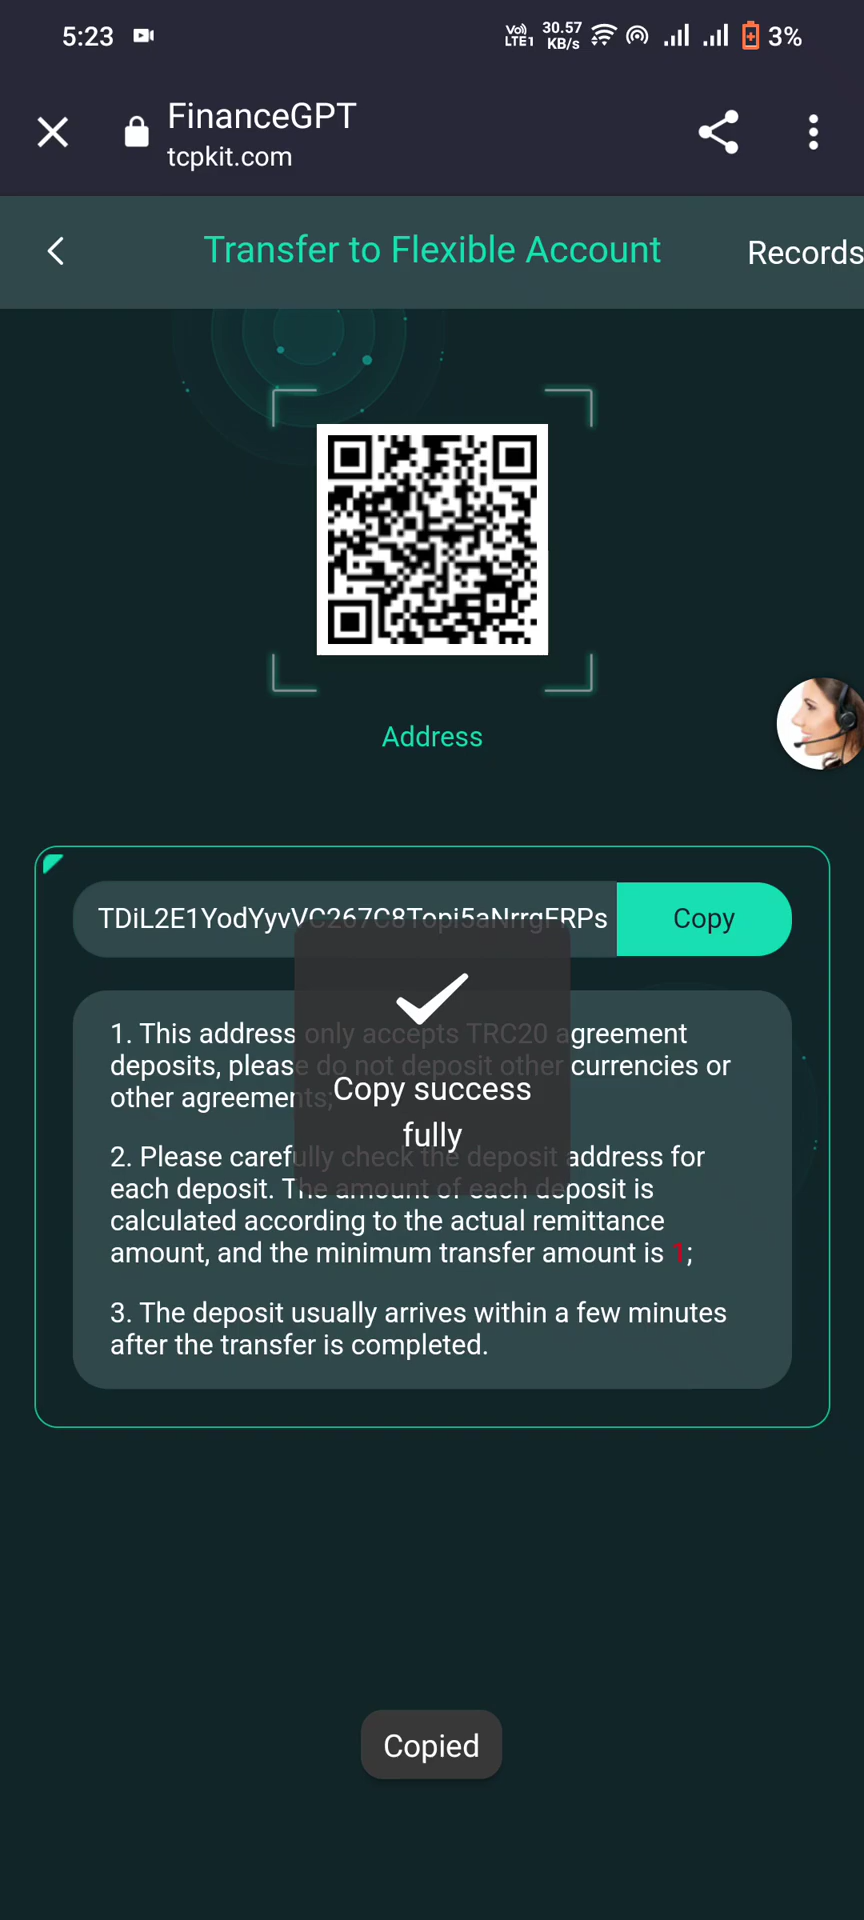 5:23
Vo)) LTE1 30.57 KB/s 3%
FinanceGPT
tcpkit.com
Transfer to Flexible Account Records
Address
TDiL2E1YodYyvVC267C8Topi5aNrrgFRPs Copy
1. This address only accepts TRC20 agreement
deposits, please do not deposit other currencies or
other agreements;
Copy success
fully
2. Please carefully check the deposit address for
each deposit. The amount of each deposit is
calculated according to the actual remittance
amount, and the minimum transfer amount is 1;
3. The deposit usually arrives within a few minutes
after the transfer is completed.
Copied